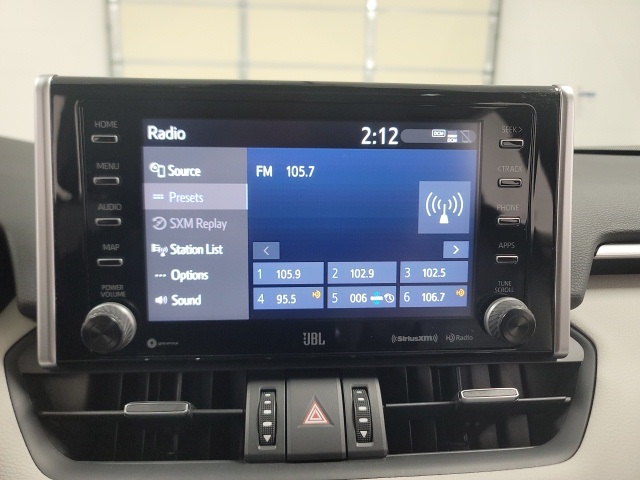 HOME
MENU
AUDIO
MAP
POWER
VOLUME
Radio
2:12
DCM
Source
Presets
SXM Replay
Station List
Options
Sound
FM 105.7
<
>
1 105.9
2 102.9
3 102.5
4 95.5
5 006
6 106.7
SEEK>
<TRACK
PHONE
APPS
TUNE
SCROLL
JBL
((SiriusXM))
HD Radio